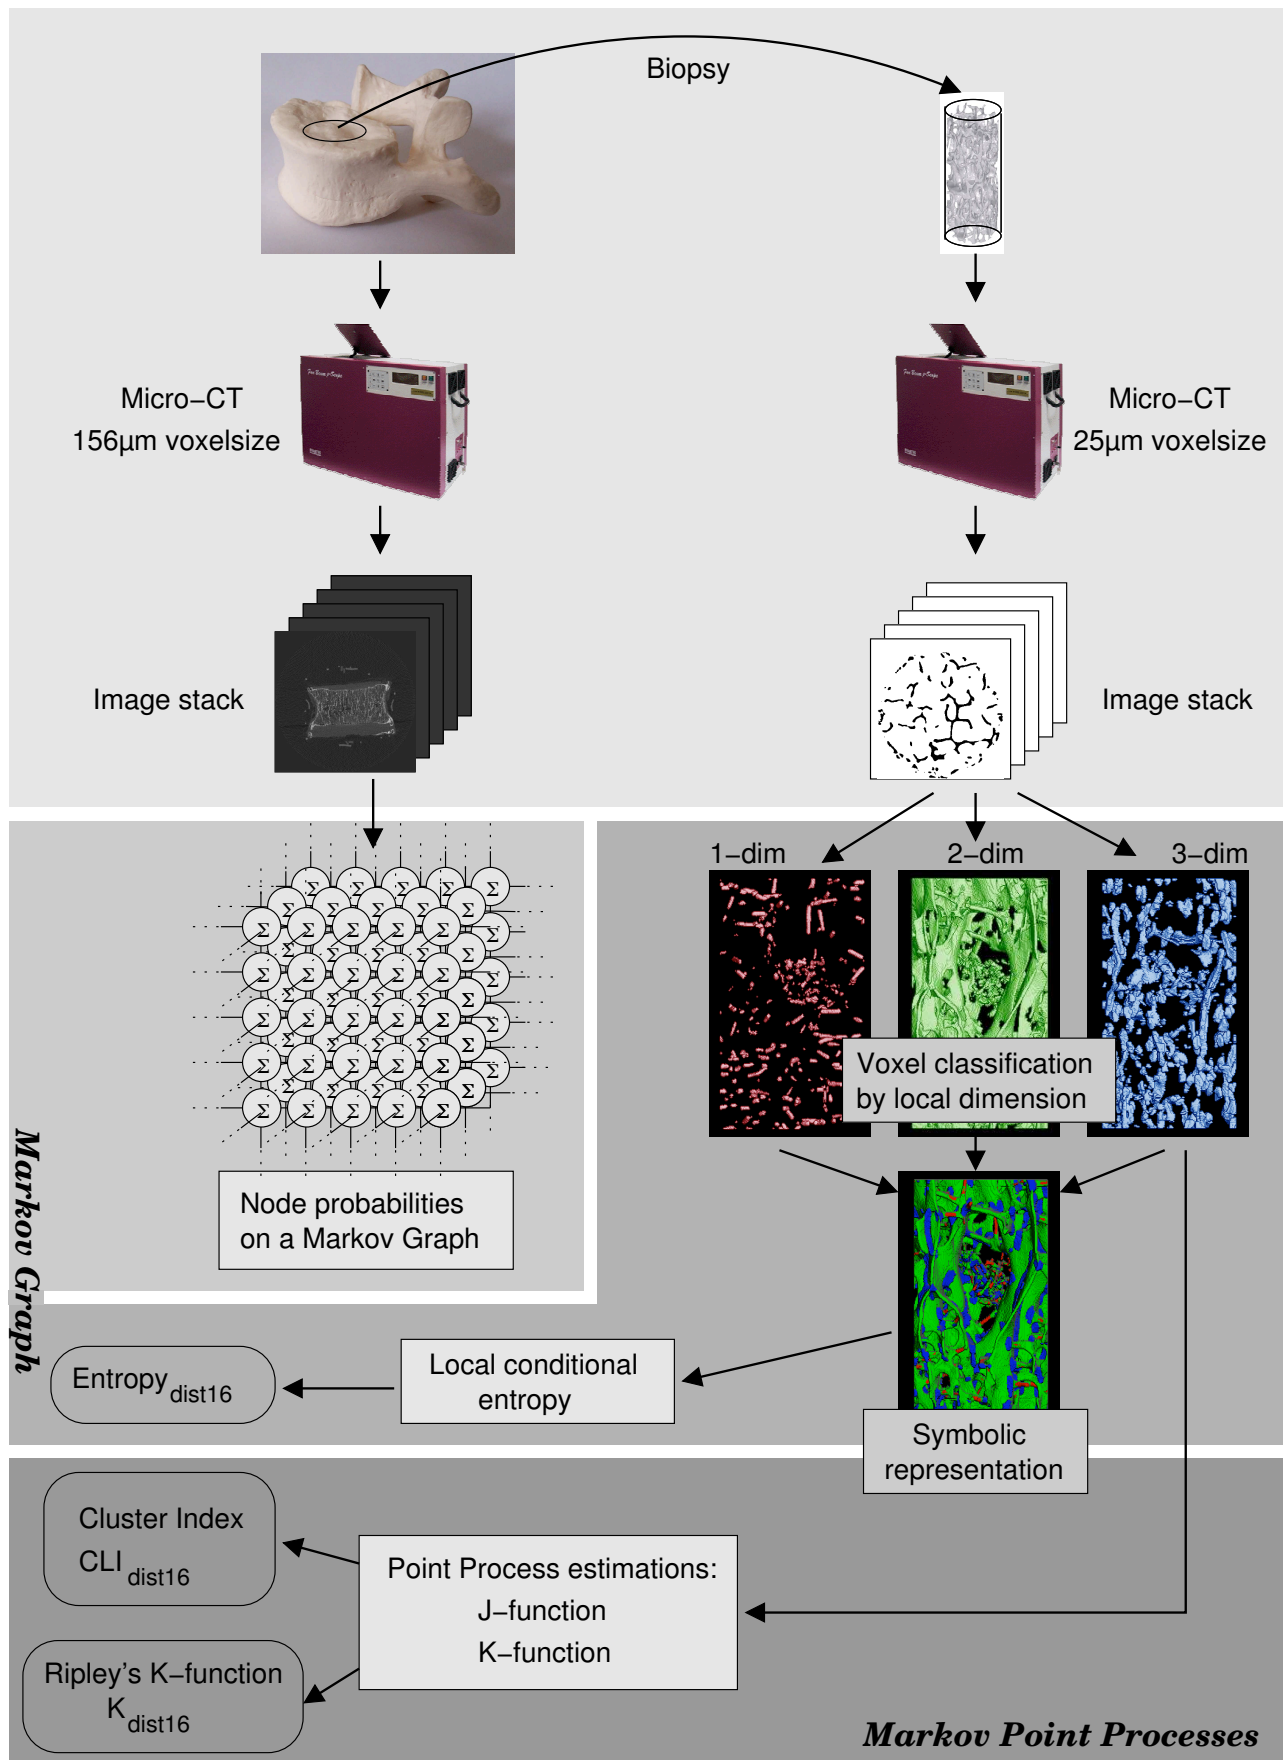 Biopsy
Micro−CT
156µm voxelsize
Micro−CT
25µm voxelsize
Image stack
Image stack
1−dim
2−dim
3−dim
Σ Σ Σ Σ Σ
Voxel classification
by local dimension
Node probabilities
on a Markov Graph
Markov Graph
Local conditional
entropy
Entropy dist16
Symbolic
representation
Cluster Index
CLI dist16
Point Process estimations:
J−function
K−function
Ripley's K−function
K dist16
Markov Point Processes